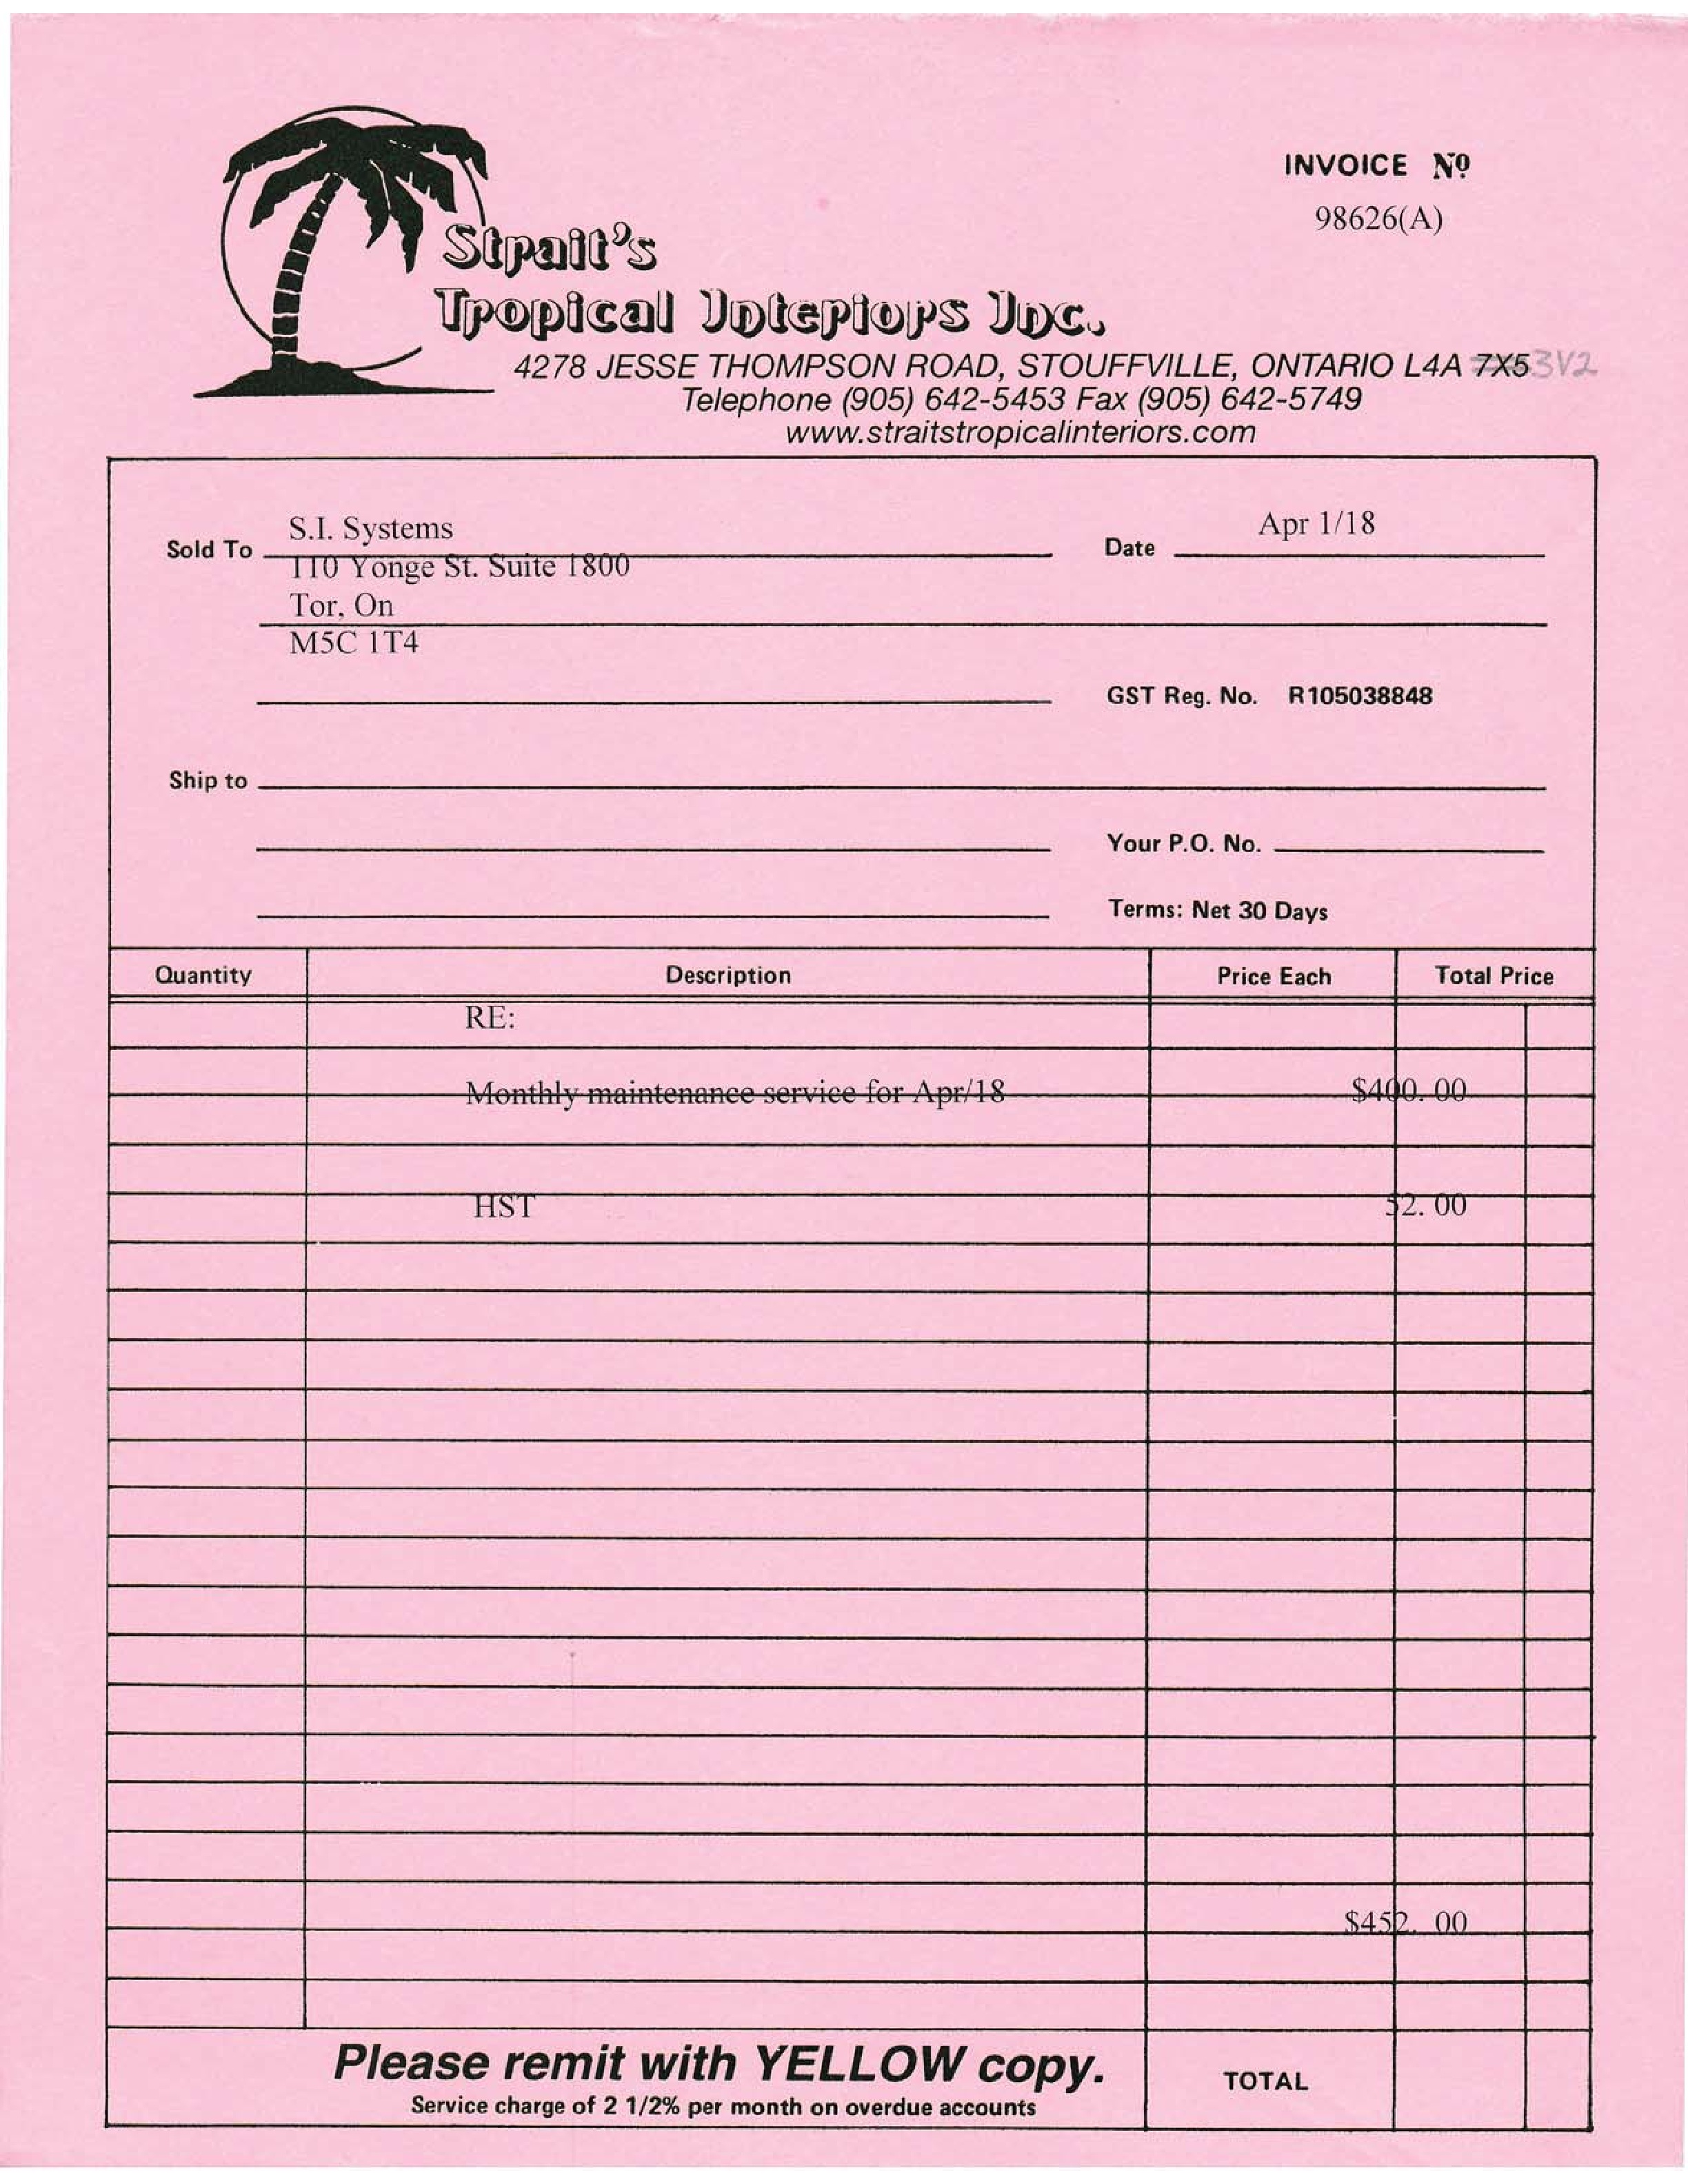 INVOICE Nº
98626(A)
Strait's
Tropical Interiors Inc.
4278 JESSE THOMPSON ROAD, STOUFFVILLE, ONTARIO L4A 7X5 3V2
Telephone (905) 642-5453 Fax (905) 642-5749
www.straitstropicalinteriors.com
Sold To S.I. Systems
110 Yonge St. Suite 1800
Tor, On
M5C 1T4
Date Apr 1/18
GST Reg. No. R105038848
Ship to
Your P.O. No.
Terms: Net 30 Days
Quantity Description Price Each Total Price
RE:
Monthly maintenance service for Apr/18 $400.00
HST 52.00
$452.00
Please remit with YELLOW copy.
Service charge of 2 1/2% per month on overdue accounts
TOTAL